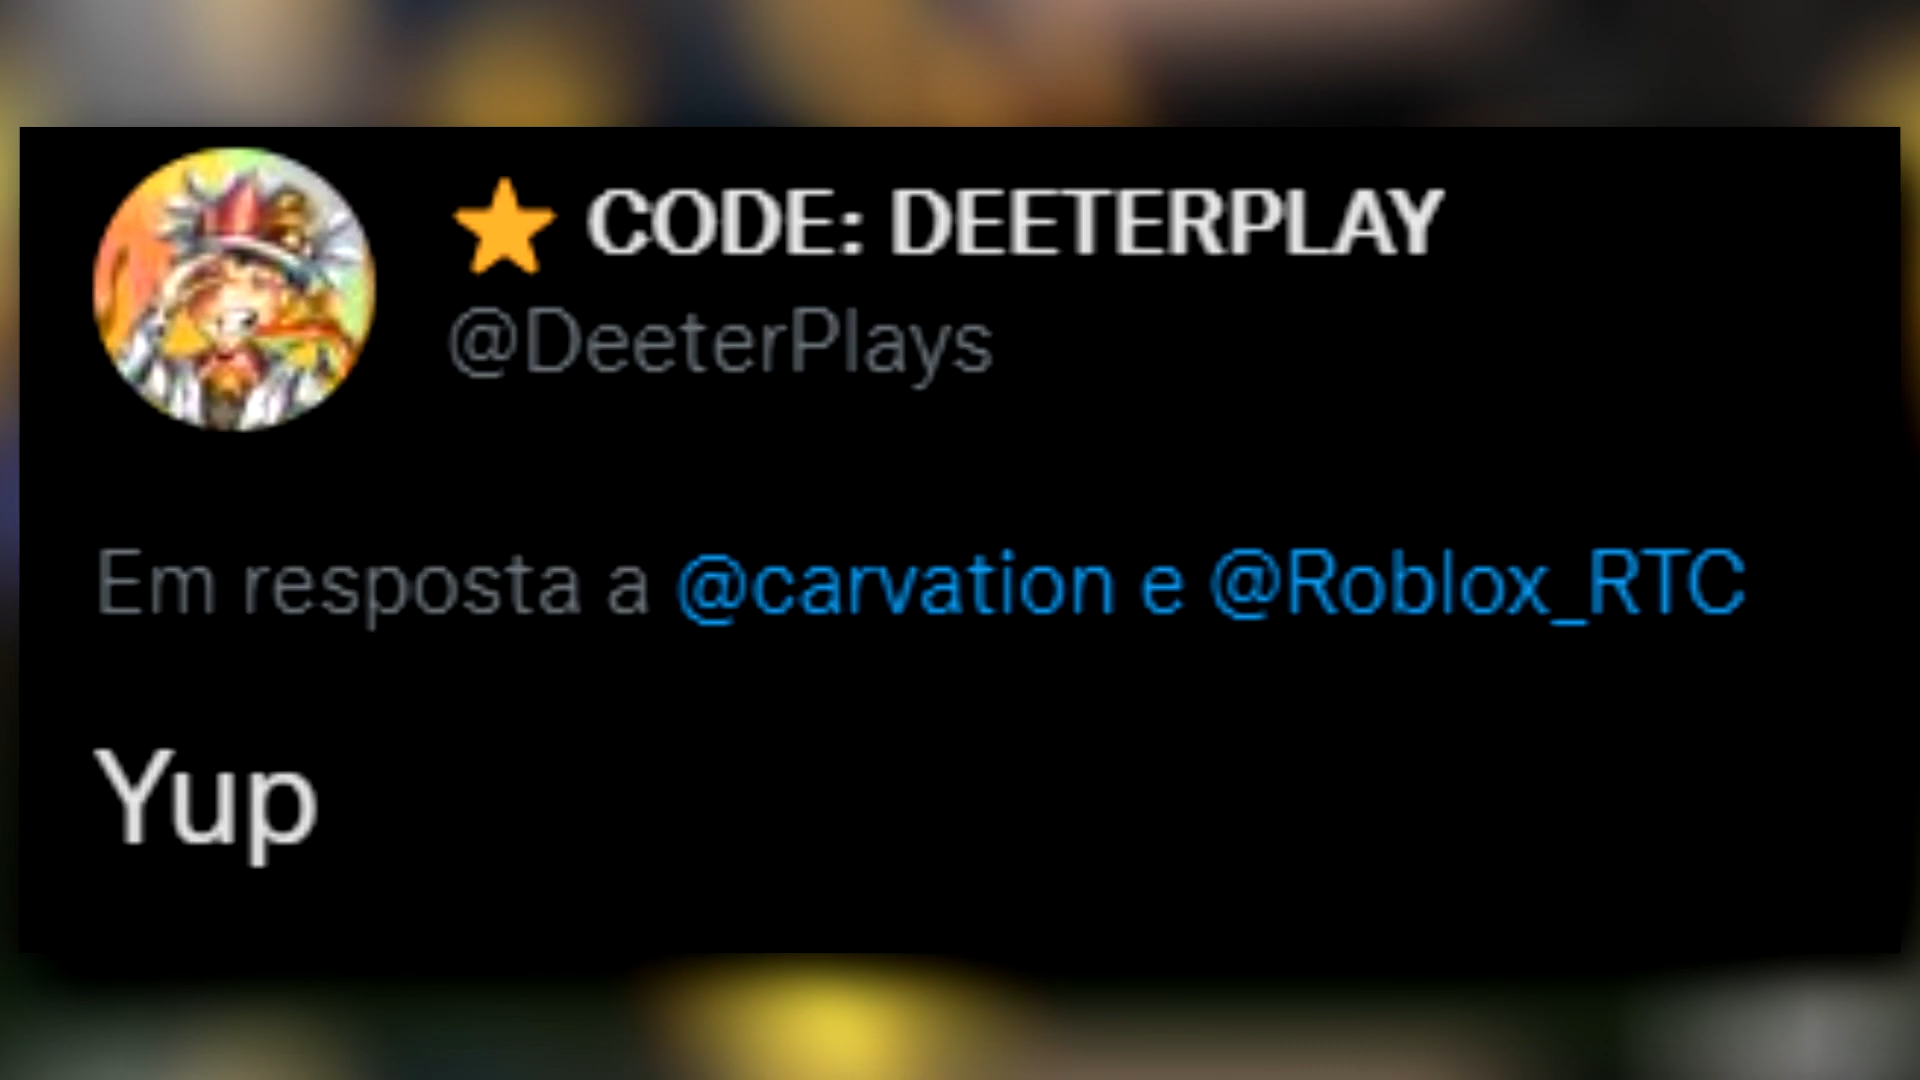 ⭐ CODE: DEETERPLAY
@DeeterPlays
Em resposta a @carvation e @Roblox_RTC
Yup